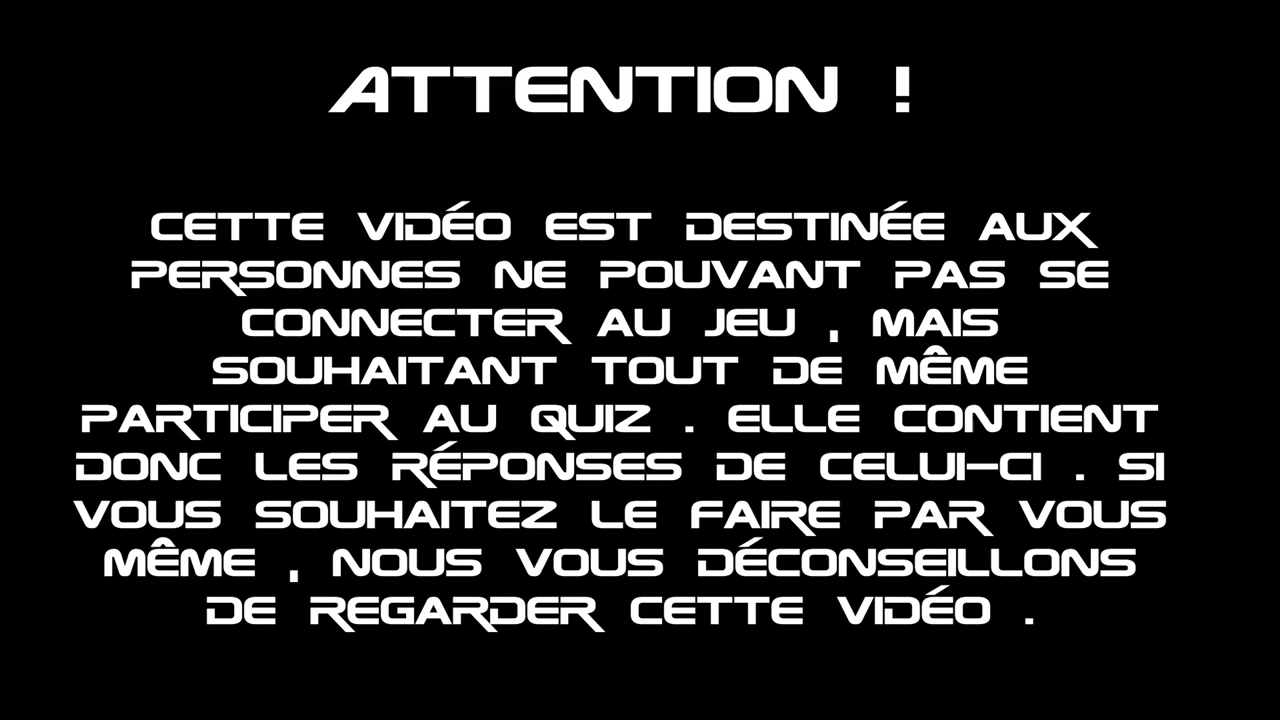 ATTENTION !
CETTE VIDÉO EST DESTINÉE AUX
PERSONNES NE POUVANT PAS SE
CONNECTER AU JEU , MAIS
SOUHAITANT TOUT DE MÊME
PARTICIPER AU QUIZ . ELLE CONTIENT
DONC LES RÉPONSES DE CELUI-CI . SI
VOUS SOUHAITEZ LE FAIRE PAR VOUS
MÊME , NOUS VOUS DÉCONSEILLONS
DE REGARDER CETTE VIDÉO .